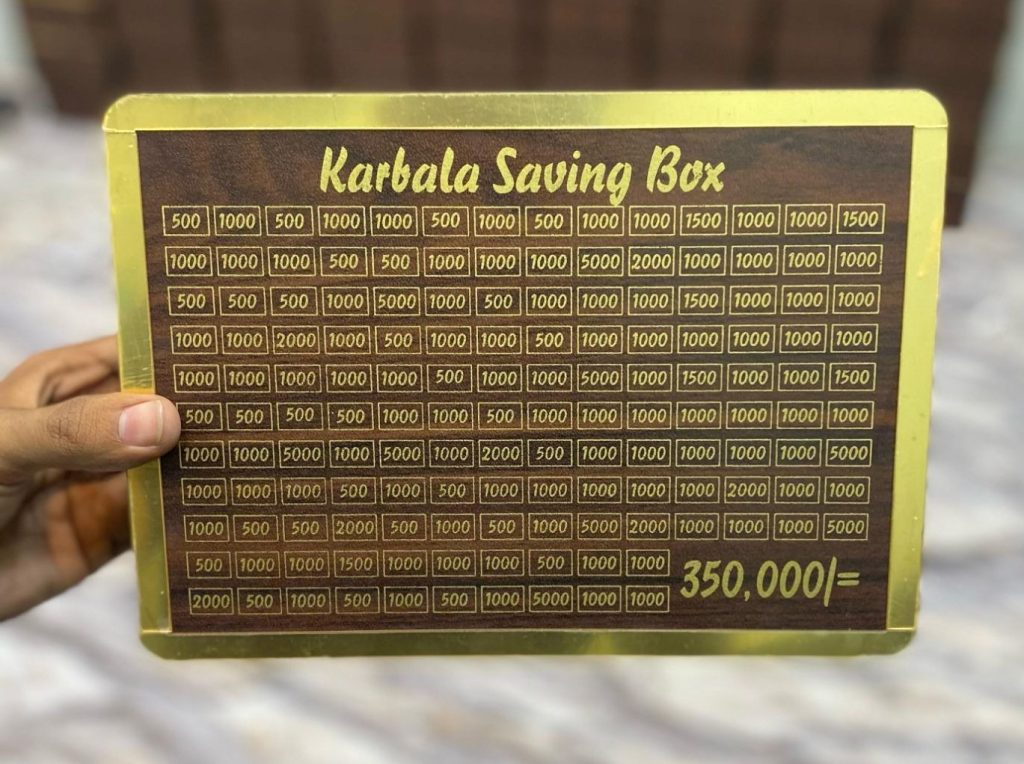 Karbala Saving Box
500 1000 500 1000 1000 500 1000 500 1000 1000 1500 1000 1000 1500
1000 1000 1000 500 500 1000 1000 1000 5000 2000 1000 1000 1000 1000
500 500 500 1000 5000 1000 500 1000 1000 1000 1500 1000 1000 1000
1000 1000 2000 1000 500 1000 1000 500 1000 1000 1000 1000 1000 1000
1000 1000 1000 1000 1000 500 1000 1000 5000 1000 1500 1000 1000 1500
500 500 500 500 1000 1000 500 1000 1000 1000 1000 1000 1000 1000
1000 1000 5000 1000 5000 1000 2000 500 1000 1000 1000 1000 1000 5000
1000 1000 1000 500 1000 500 1000 1000 1000 1000 1000 2000 1000 1000
1000 500 500 2000 500 1000 500 1000 5000 2000 1000 1000 1000 5000
500 1000 1000 1500 1000 1000 1000 500 1000 1000
2000 500 1000 500 1000 500 1000 5000 1000 1000
350,000/=